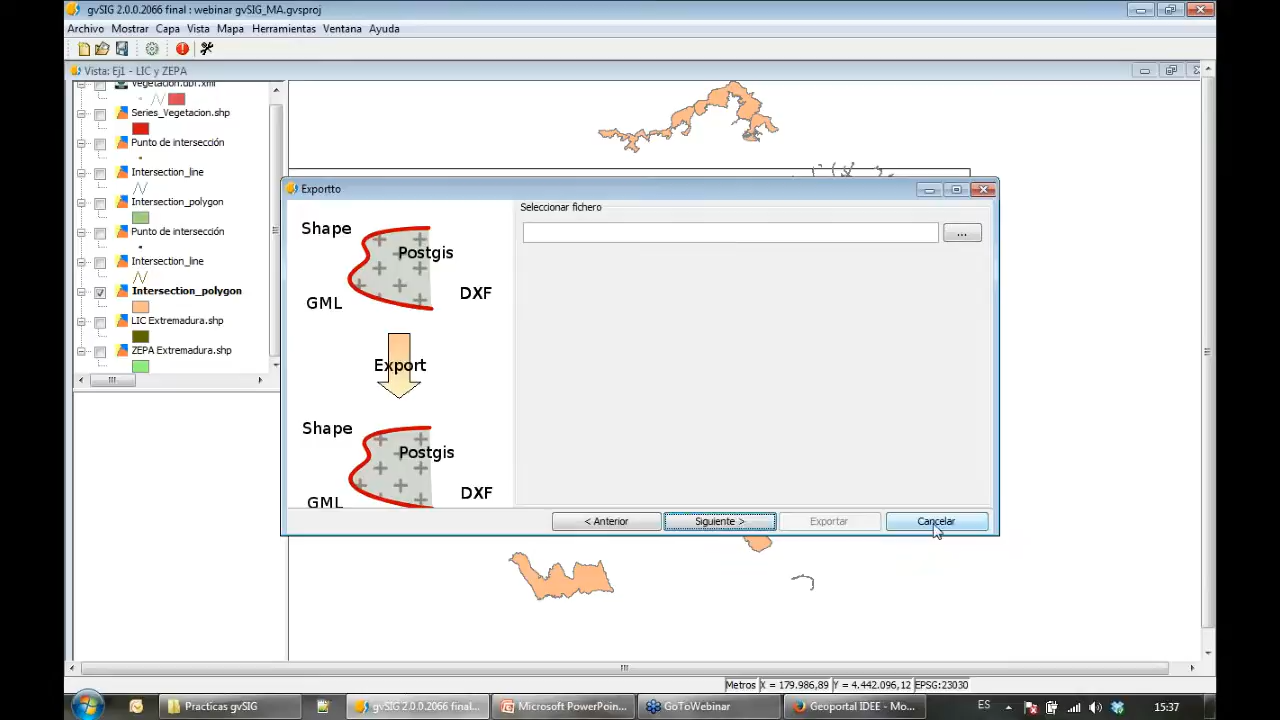 gvSIG 2.0.0.2066 final : webinar gvSIG_MA.gvsproj
Archivo Mostrar Capa Vista Mapa Herramientas Ventana Ayuda
Vista: Ej1 - LIC y ZEPA
Vegetacion.dbf.xml
Series_Vegetacion.shp
Punto de intersección
Intersection_line
Intersection_polygon
Punto de intersección
Intersection_line
Intersection_polygon
LIC Extremadura.shp
ZEPA Extremadura.shp
Exportto
Shape
Postgis
GML
DXF
Export
Shape
Postgis
GML
DXF
Seleccionar fichero
...
< Anterior
Siguiente >
Exportar
Cancelar
Metros X = 179.986,89 Y = 4.442.096,12 EPSG:23030
Practicas gvSIG
gvSIG 2.0.0.2066 final...
Microsoft PowerPoin...
GoToWebinar
Geoportal IDEE - Mo...
ES
15:37